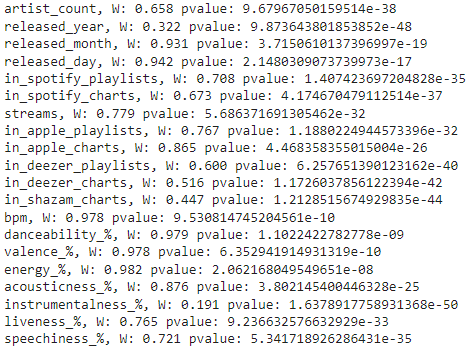 artist_count, W: 0.658 pvalue: 9.679670501595​14e-38
released_year, W: 0.322 pvalue: 9.873643801853852e-48
released_month, W: 0.931 pvalue: 3.7150610137396997e-19
released_day, W: 0.942 pvalue: 2.1480309073739973e-17
in_spotify_playlists, W: 0.708 pvalue: 1.407423697204828e-35
in_spotify_charts, W: 0.673 pvalue: 4.174670479112514e-37
streams, W: 0.779 pvalue: 5.686371691305462e-32
in_apple_playlists, W: 0.767 pvalue: 1.1880224944573396e-32
in_apple_charts, W: 0.865 pvalue: 4.468358355015004e-26
in_deezer_playlists, W: 0.600 pvalue: 6.257651390123162e-40
in_deezer_charts, W: 0.516 pvalue: 1.1726037856122394e-42
in_shazam_charts, W: 0.447 pvalue: 1.2128515674929835e-44
bpm, W: 0.978 pvalue: 9.530814745204561e-10
danceability_%, W: 0.979 pvalue: 1.1022422782778e-09
valence_%, W: 0.978 pvalue: 6.352941914931319e-10
energy_%, W: 0.982 pvalue: 2.062168049549651e-08
acousticness_%, W: 0.876 pvalue: 3.802145400446328e-25
instrumentalness_%, W: 0.191 pvalue: 1.6378917758931368e-50
liveness_%, W: 0.765 pvalue: 9.236632576632929e-33
speechiness_%, W: 0.721 pvalue: 5.341718926286431e-35